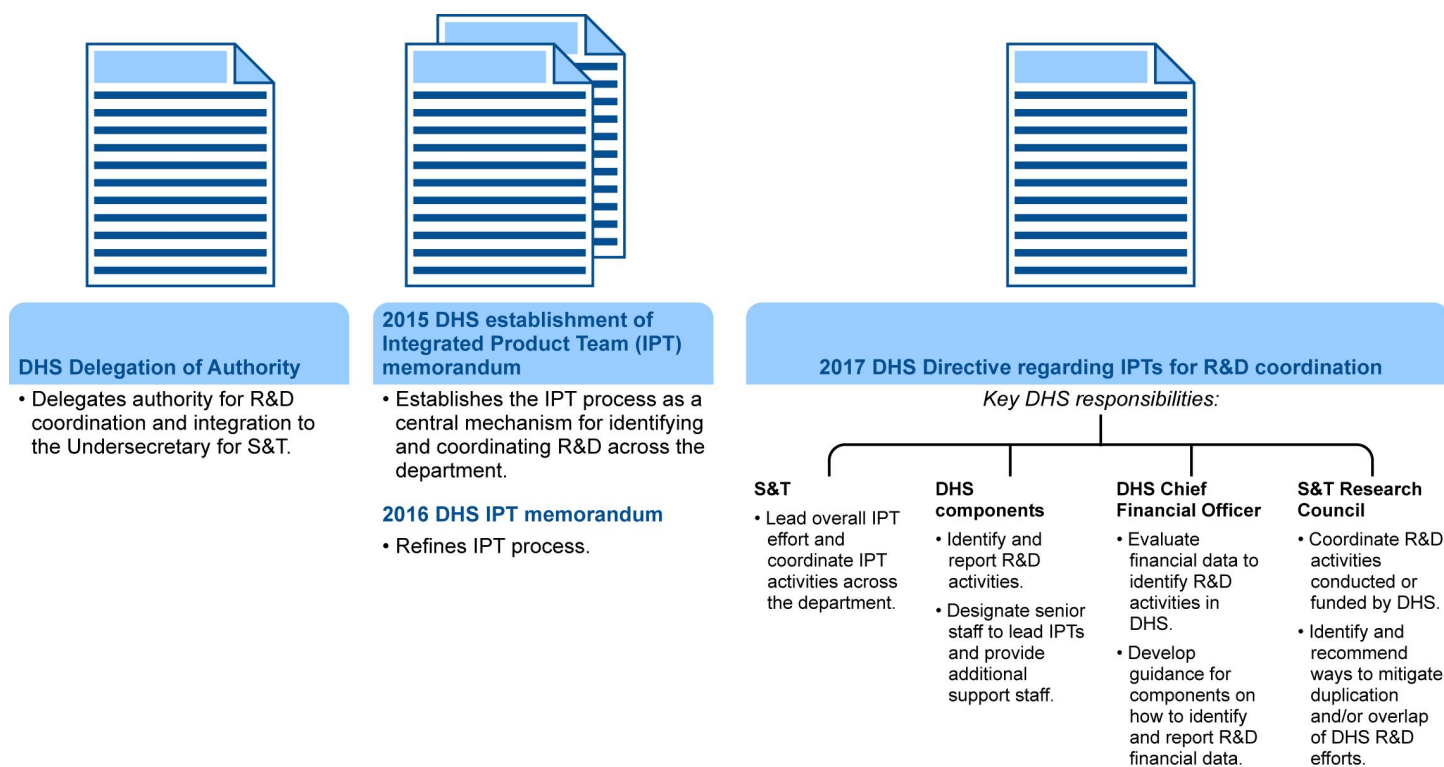 DHS Delegation of Authority
• Delegates authority for R&D
coordination and integration to
the Undersecretary for S&T.
2015 DHS establishment of
Integrated Product Team (IPT)
memorandum
• Establishes the IPT process as a
central mechanism for identifying
and coordinating R&D across the
department.
2016 DHS IPT memorandum
• Refines IPT process.
2017 DHS Directive regarding IPTs for R&D coordination
Key DHS responsibilities:
S&T
• Lead overall IPT
effort and
coordinate IPT
activities across
the department.
DHS
components
• Identify and
report R&D
activities.
• Designate senior
staff to lead IPTs
and provide
additional
support staff.
DHS Chief
Financial Officer
• Evaluate
financial data to
identify R&D
activities in
DHS.
• Develop
guidance for
components on
how to identify
and report R&D
financial data.
S&T Research
Council
• Coordinate R&D
activities
conducted or
funded by DHS.
• Identify and
recommend
ways to mitigate
duplication
and/or overlap
of DHS R&D
efforts.